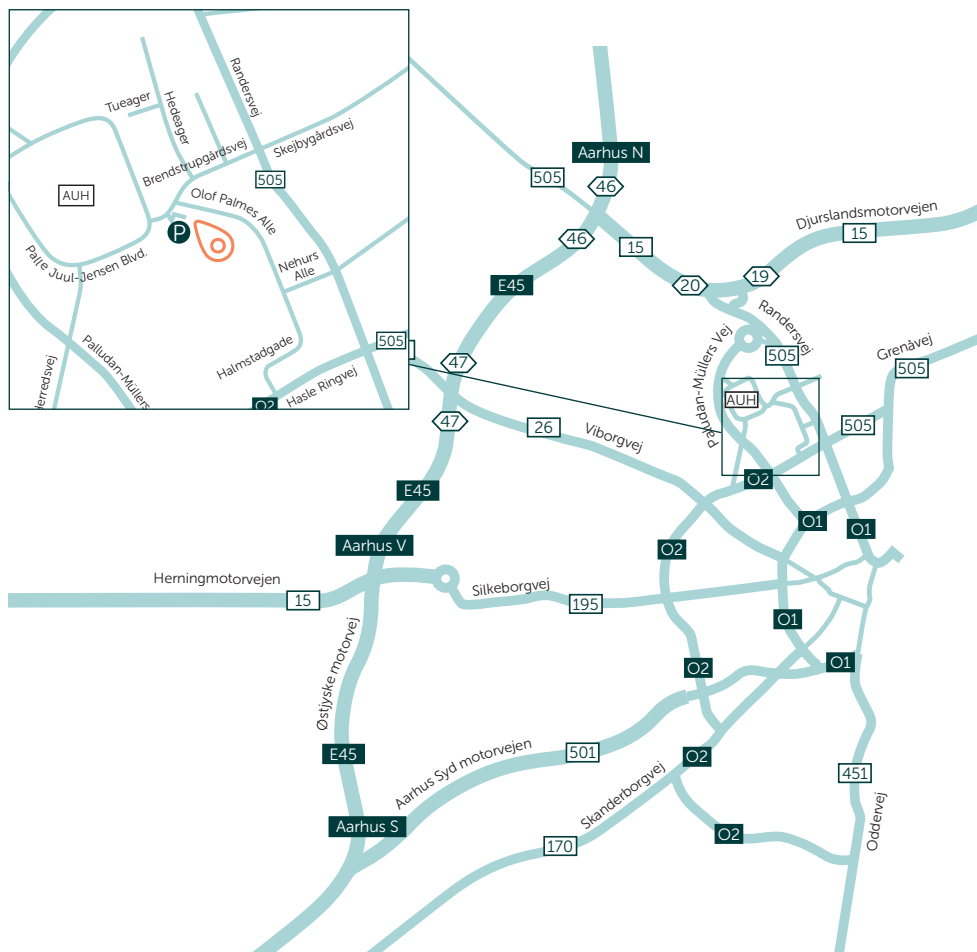 Randersvej
Tueager
Hedeager
Brendstrupgårdsvej
Skejbygårdsvej
505
AUH
Olof Palmes Alle
P
Palle Juul-Jensen Blvd.
Nehurs
Alle
Halmstadgade
505
Herredsvej
Palludan-Müllers
Hasle Ringvej
O2
Aarhus N
505
46
46
15
Djurslandsmotorvejen
15
20
19
E45
Randersvej
505
Paludan-Müllers Vej
Grenåvej
505
47
AUH
47
26
Viborgvej
505
O2
E45
O1
O1
Aarhus V
O2
Herningmotorvejen
15
Silkeborgvej
195
O1
Østjyske motorvej
O2
O1
E45
Aarhus Syd motorvejen
501
O2
451
Skanderborgvej
Aarhus S
O2
170
Oddervej